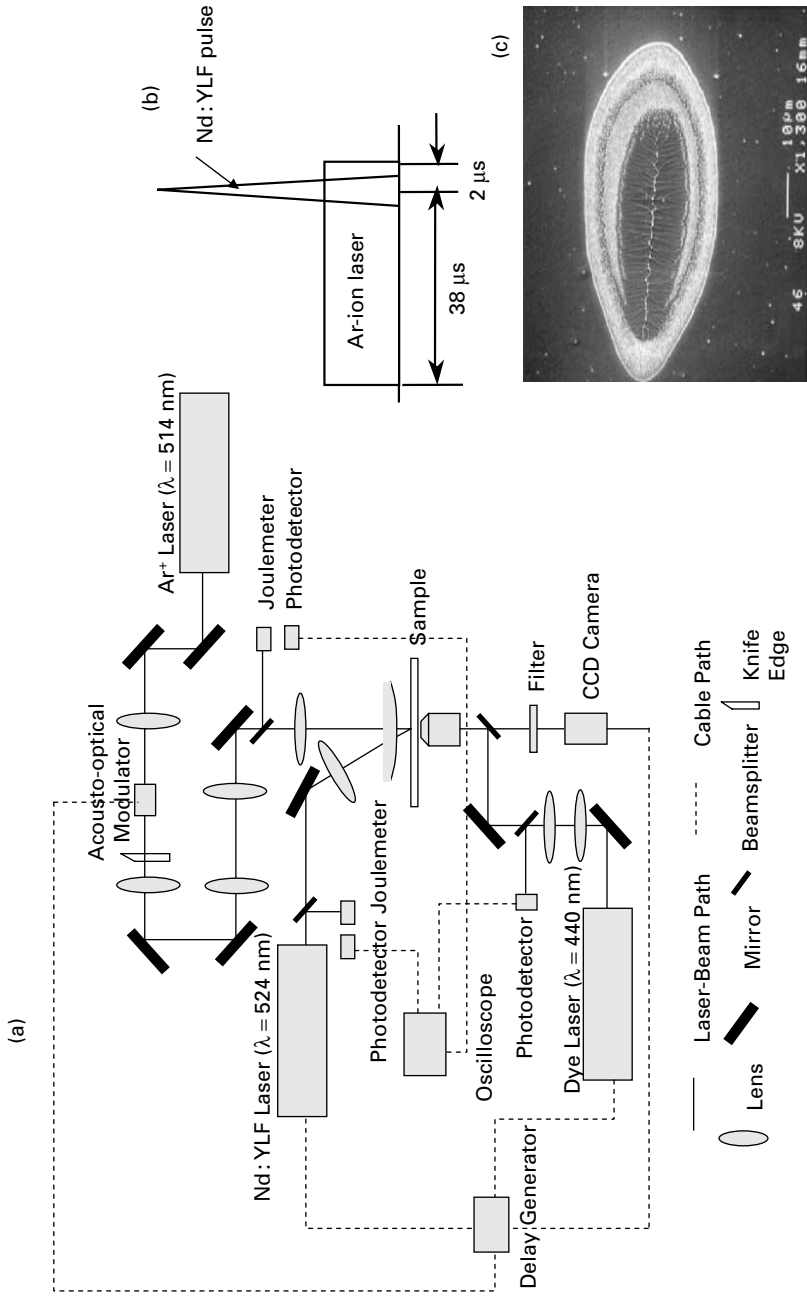 (a)
Acousto-optical
Modulator
Ar⁺ Laser (λ = 514 nm)
Joulemeter
Photodetector
Nd: YLF Laser (λ = 524 nm)
Photodetector
Joulemeter
Sample
Oscilloscope
Photodetector
Filter
CCD Camera
Dye Laser (λ = 440 nm)
Delay Generator
Laser-Beam Path
Cable Path
Lens
Mirror
Beamsplitter
Knife
Edge
(b)
Nd: YLF pulse
Ar-ion laser
38 µs
2 µs
(c)
10µm
46 8KV X1,300 16mm